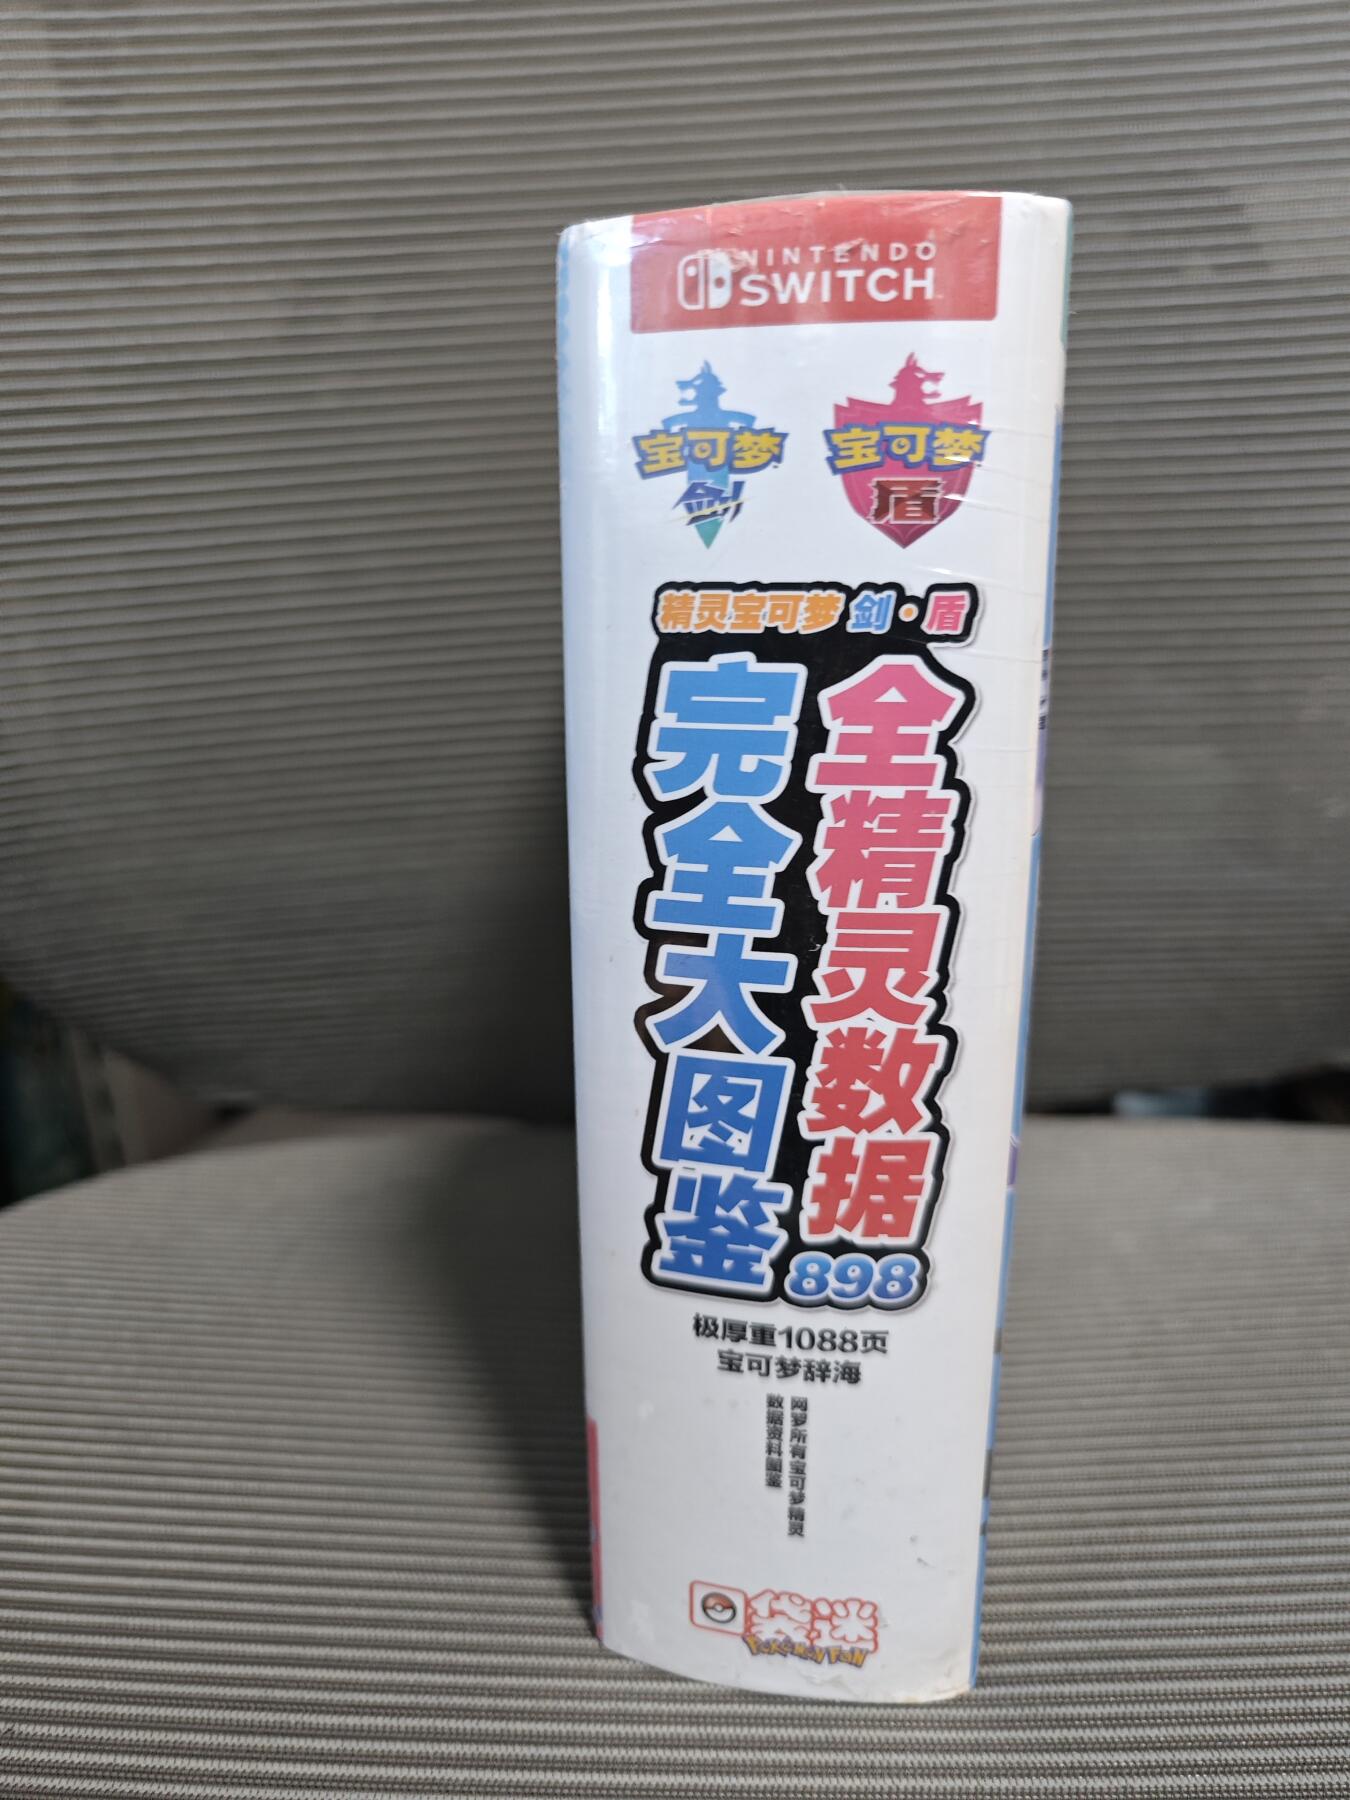 NINTENDO
SWITCH
宝可梦
剑
宝可梦
盾
精灵宝可梦 剑·盾
全精灵数据
898
完全大图鉴
极厚重1088页
宝可梦辞海
网罗所有宝可梦精灵
数据资料图鉴
袋迷
POKéMON FAN